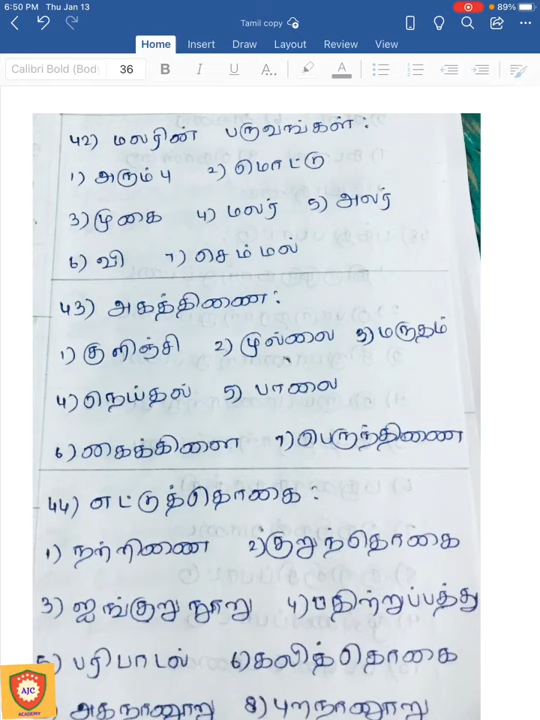 6:50 PM Thu Jan 13
89%
Tamil copy
Home Insert Draw Layout Review View
Calibri Bold (Body 36 B I U A...
42) மலரின் பருவங்கள் :
1) அரும்பு 2) மொட்டு
3) முகை 4) மலர் 5) அலர்
6) வி 7) செம்மல்
43) அகத்திணை :
1) குறிஞ்சி 2) முல்லை 3) மருதம்
4) நெய்தல் 5) பாலை
6) கைக்கிளை 7) பெருந்திணை
44) எட்டுத்தொகை :
1) நற்றிணை 2) குறுந்தொகை
3) ஐங்குறு நூறு 4) பதிற்றுப்பத்து
5) பரிபாடல் 6) கலித்தொகை
அகநானூறு 8) புறநானூறு
AJC
ACADEMY